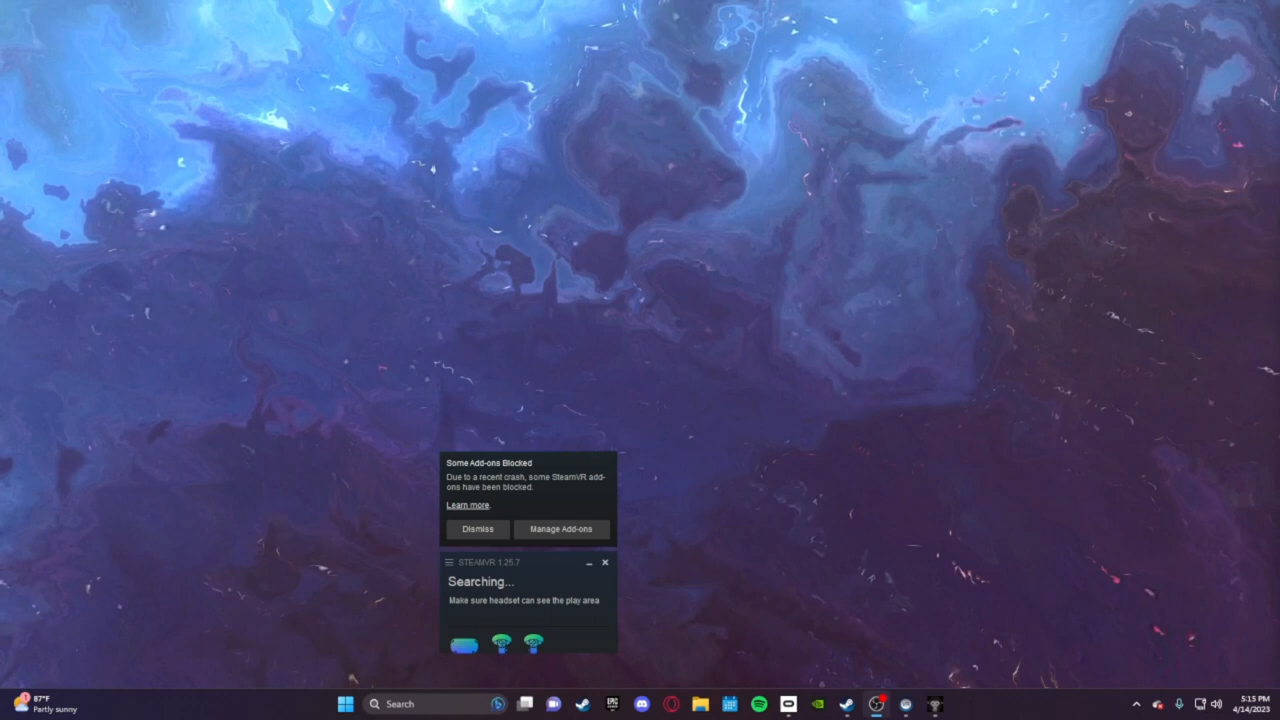 Some Add-ons Blocked
Due to a recent crash, some SteamVR add-
ons have been blocked.
Learn more.
Dismiss
Manage Add-ons
STEAMVR 1.25.7
Searching...
Make sure headset can see the play area
1
87°F
Partly sunny
Search
EPIC
5:15 PM
4/14/2023